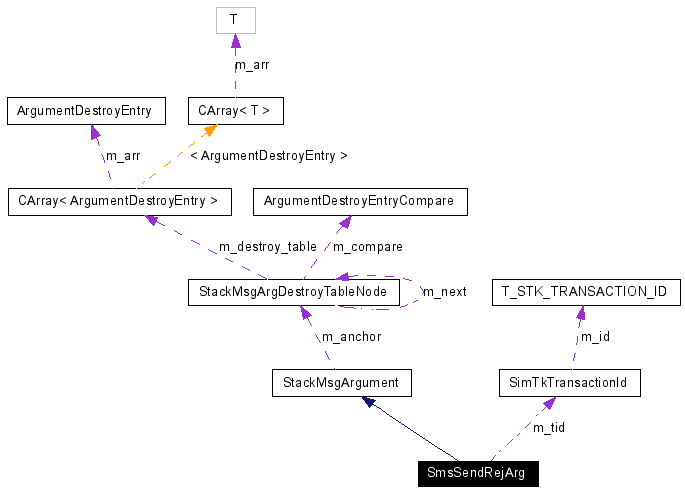 T
m_arr
ArgumentDestroyEntry
CArray< T >
m_arr
< ArgumentDestroyEntry >
CArray< ArgumentDestroyEntry >
ArgumentDestroyEntryCompare
m_destroy_table
m_compare
StackMsgArgDestroyTableNode
m_next
T_STK_TRANSACTION_ID
m_anchor
m_id
StackMsgArgument
SimTkTransactionId
m_tid
SmsSendRejArg